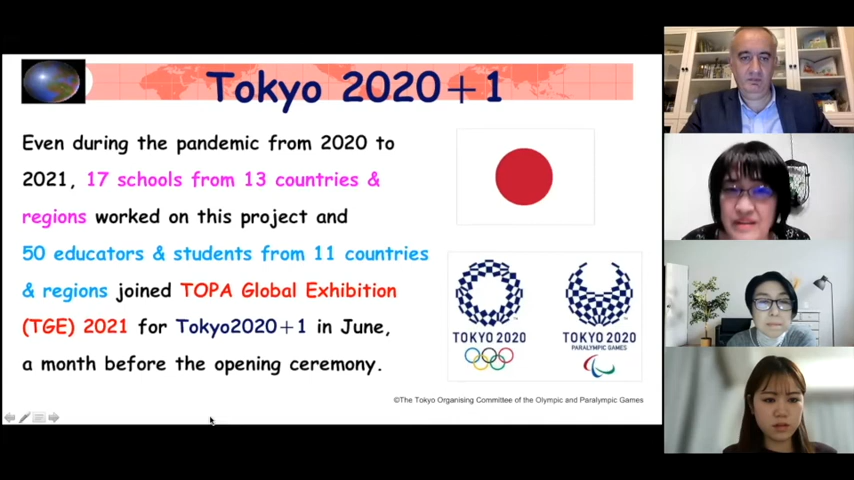 Tokyo 2020+1
Even during the pandemic from 2020 to
2021, 17 schools from 13 countries &
regions worked on this project and
50 educators & students from 11 countries
& regions joined TOPA Global Exhibition
(TGE) 2021 for Tokyo2020+1 in June,
a month before the opening ceremony.
TOKYO 2020
TOKYO 2020
PARALYMPIC GAMES
©The Tokyo Organising Committee of the Olympic and Paralympic Games